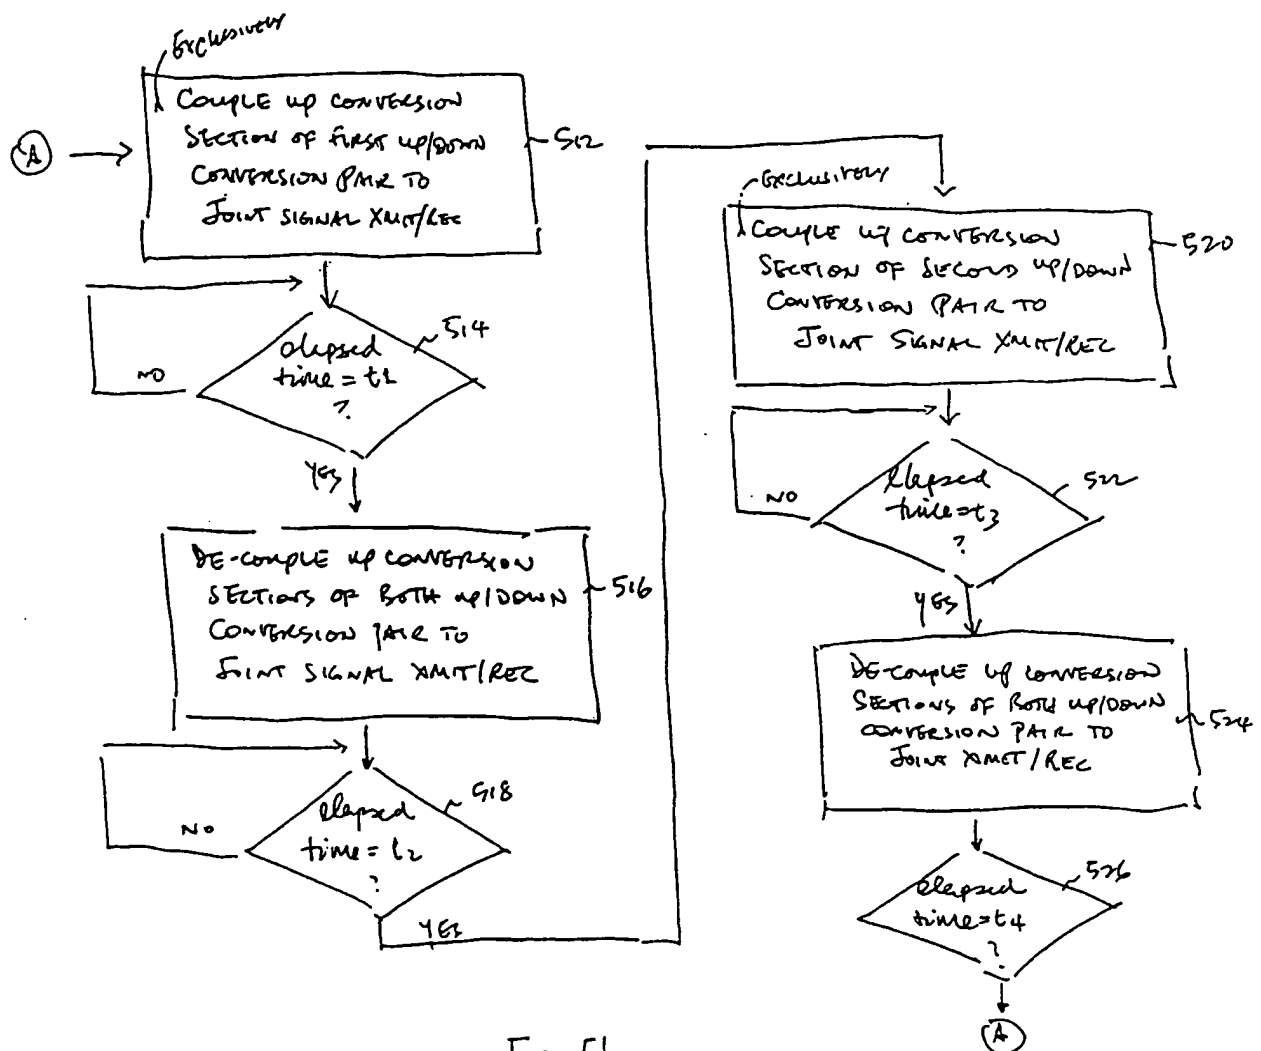 EXCLUSIVELY
COUPLE UP CONVERSION
SECTION OF FIRST UP/DOWN
CONVERSION PAIR TO
JOINT SIGNAL XMIT/REC
512
A
elapsed
time = t1
?
514
NO
YES
DE-COUPLE UP CONVERSION
SECTIONS OF BOTH UP/DOWN
CONVERSION PAIR TO
JOINT SIGNAL XMIT/REC
516
elapsed
time = t2
?
518
NO
YES
EXCLUSIVELY
COUPLE UP CONVERSION
SECTION OF SECOND UP/DOWN
CONVERSION PAIR TO
JOINT SIGNAL XMIT/REC
520
elapsed
time = t3
?
522
NO
YES
DE-COUPLE UP CONVERSION
SECTIONS OF BOTH UP/DOWN
CONVERSION PAIR TO
JOINT XMIT/REC
524
elapsed
time = t4
?
526
A